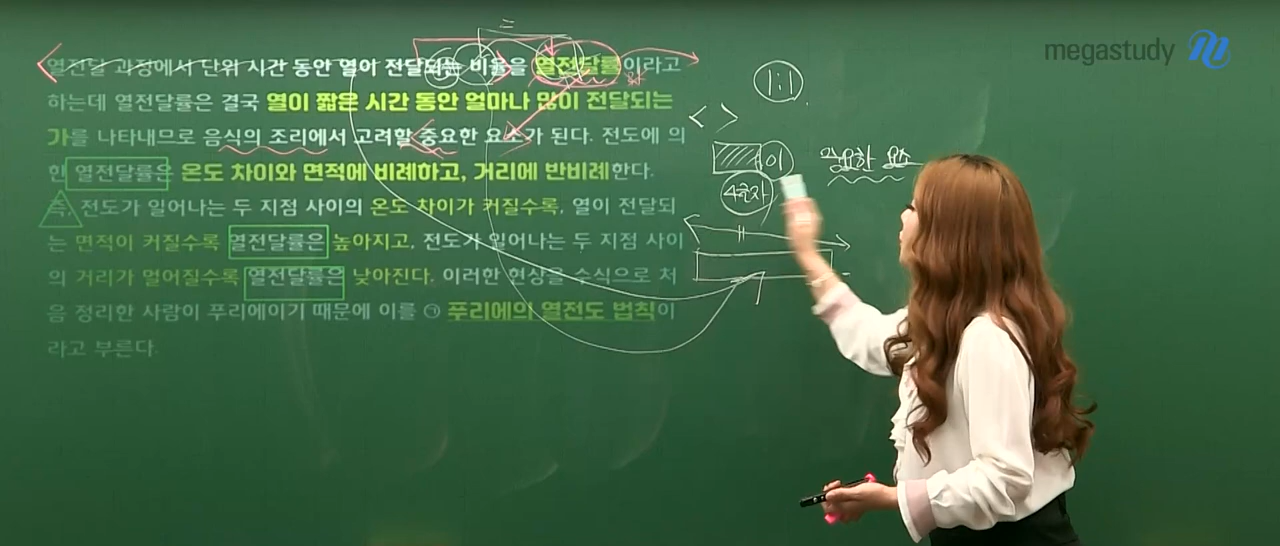 megastudy
열전달 과정에서 단위 시간 동안 열이 전달되는 비율을 열전달률이라고
하는데 열전달률은 결국 열이 짧은 시간 동안 얼마나 많이 전달되는
가를 나타내므로 음식의 조리에서 고려할 중요한 요소가 된다. 전도에 의
한 열전달률은 온도 차이와 면적에 비례하고, 거리에 반비례한다.
즉, 전도가 일어나는 두 지점 사이의 온도 차이가 커질수록, 열이 전달되
는 면적이 커질수록 열전달률은 높아지고, 전도가 일어나는 두 지점 사이
의 거리가 멀어질수록 열전달률은 낮아진다. 이러한 현상을 수식으로 처
음 정리한 사람이 푸리에이기 때문에 이를 ㉠ 푸리에의 열전도 법칙이
라고 부른다.
1:1
< >
이
중요한 요소
4글자